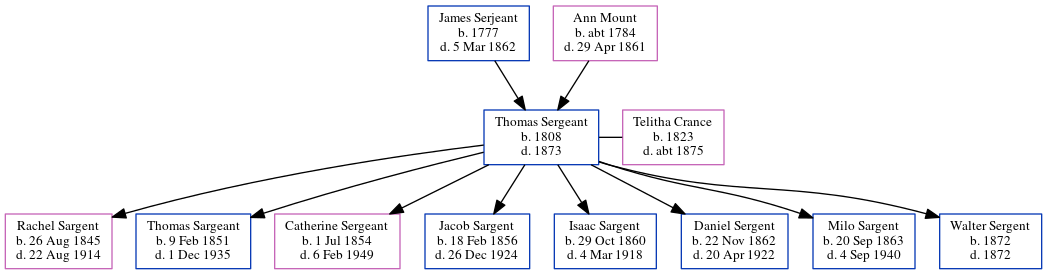 James Serjeant
b. 1777
d. 5 Mar 1862
Ann Mount
b. abt 1784
d. 29 Apr 1861
Thomas Sergeant
b. 1808
d. 1873
Telitha Crance
b. 1823
d. abt 1875
Rachel Sargent
b. 26 Aug 1845
d. 22 Aug 1914
Thomas Sargeant
b. 9 Feb 1851
d. 1 Dec 1935
Catherine Sergent
b. 1 Jul 1854
d. 6 Feb 1949
Jacob Sargent
b. 18 Feb 1856
d. 26 Dec 1924
Isaac Sargent
b. 29 Oct 1860
d. 4 Mar 1918
Daniel Sergent
b. 22 Nov 1862
d. 20 Apr 1922
Milo Sargent
b. 20 Sep 1863
d. 4 Sep 1940
Walter Sergent
b. 1872
d. 1872